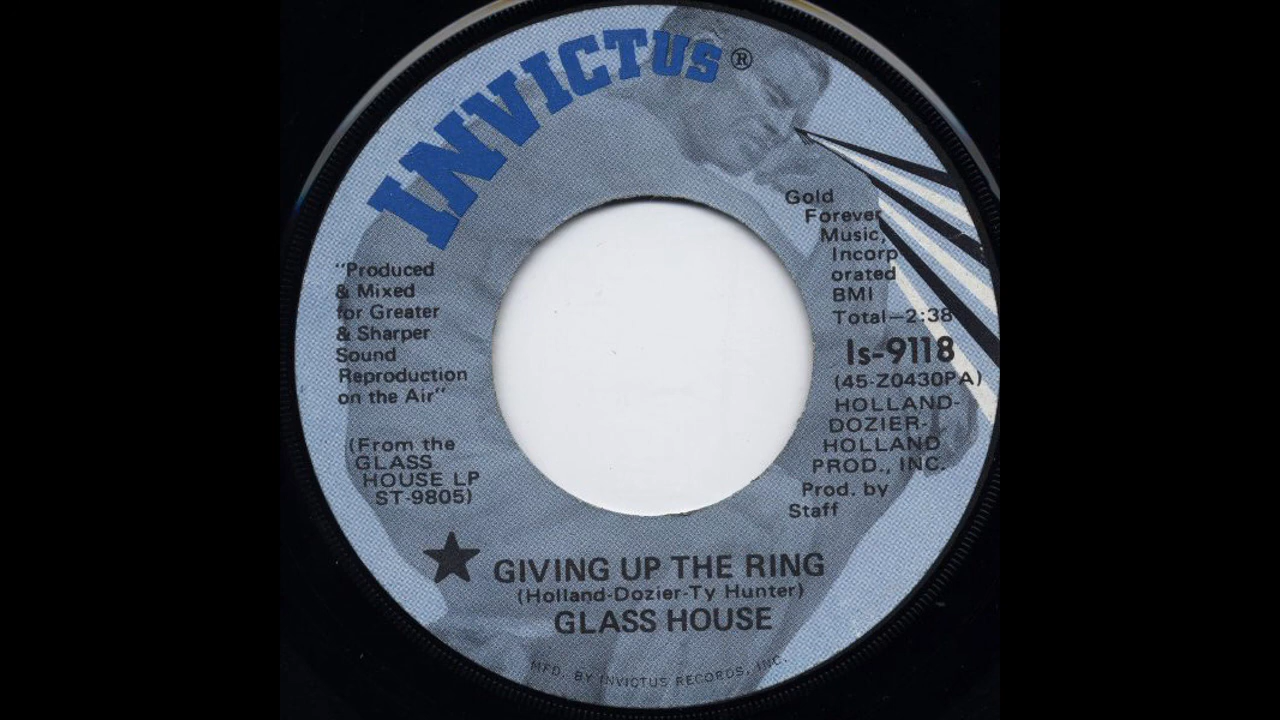 INVICTUS®
"Produced
& Mixed
for Greater
& Sharper
Sound
Reproduction
on the Air"
(From the
GLASS
HOUSE LP
ST-9805)
Gold
Forever
Music,
Incorp
orated
BMI
Total—2:38
Is-9118
(45-Z0430PA)
HOLLAND-
DOZIER-
HOLLAND
PROD., INC.
Prod. by
Staff
★ GIVING UP THE RING
(Holland-Dozier-Ty Hunter)
GLASS HOUSE
MFD. BY INVICTUS RECORDS, INC.